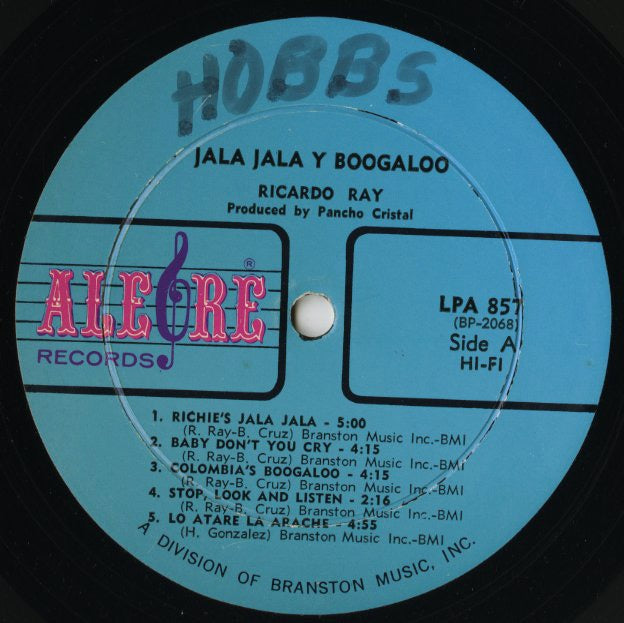 HOBBS
JALA JALA Y BOOGALOO
RICARDO RAY
Produced by Pancho Cristal
ALEGRE ®
RECORDS
LPA 857
(BP-2068)
Side A
HI-FI
1. RICHIE'S JALA JALA - 5:00
(R. Ray-B. Cruz) Branston Music Inc.-BMI
2. BABY DON'T YOU CRY - 4:15
(R. Ray-B. Cruz) Branston Music Inc.-BMI
3. COLOMBIA'S BOOGALOO - 4:15
(R. Ray-B. Cruz) Branston Music Inc.-BMI
4. STOP, LOOK AND LISTEN - 2:16
(R. Ray-B. Cruz) Branston Music Inc.-BMI
5. LO ATARE LA ARACHE - 4:55
(H. Gonzalez) Branston Music Inc.-BMI
A DIVISION OF BRANSTON MUSIC, INC.